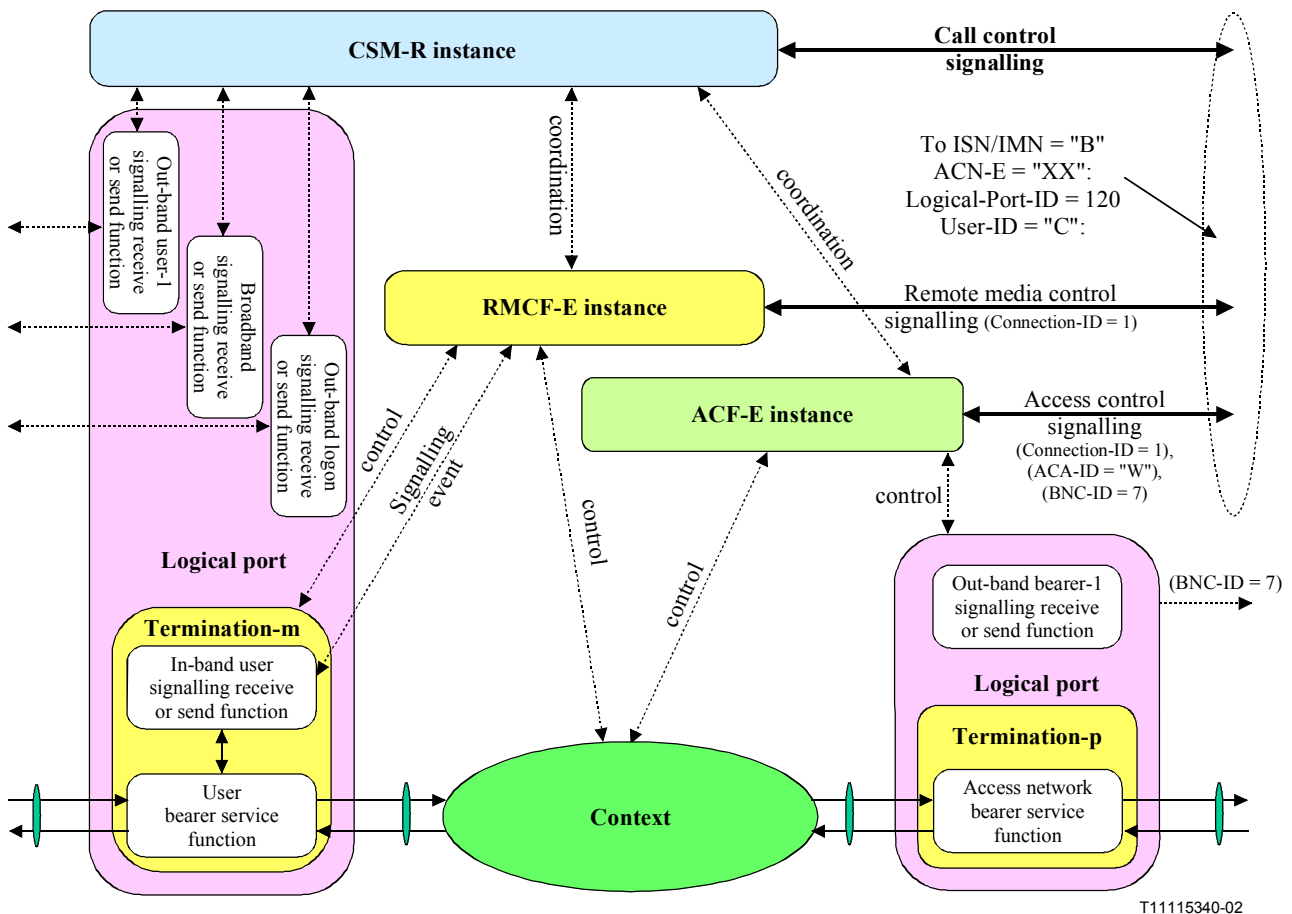 CSM-R instance
Call control
signalling
coordination
coordination
To ISN/IMN = "B"
ACN-E = "XX":
Logical-Port-ID = 120
User-ID = "C":
Out-band user-1
signalling receive
or send function
Broadband
signalling receive
or send function
Out-band logon
signalling receive
or send function
RMCF-E instance
Remote media control
signalling (Connection-ID = 1)
ACF-E instance
Access control
signalling
(Connection-ID = 1),
(ACA-ID = "W"),
(BNC-ID = 7)
control
Signalling
event
control
control
control
Logical port
Termination-m
In-band user
signalling receive
or send function
User
bearer service
function
Context
Out-band bearer-1
signalling receive
or send function
(BNC-ID = 7)
Logical port
Termination-p
Access network
bearer service
function
T11115340-02